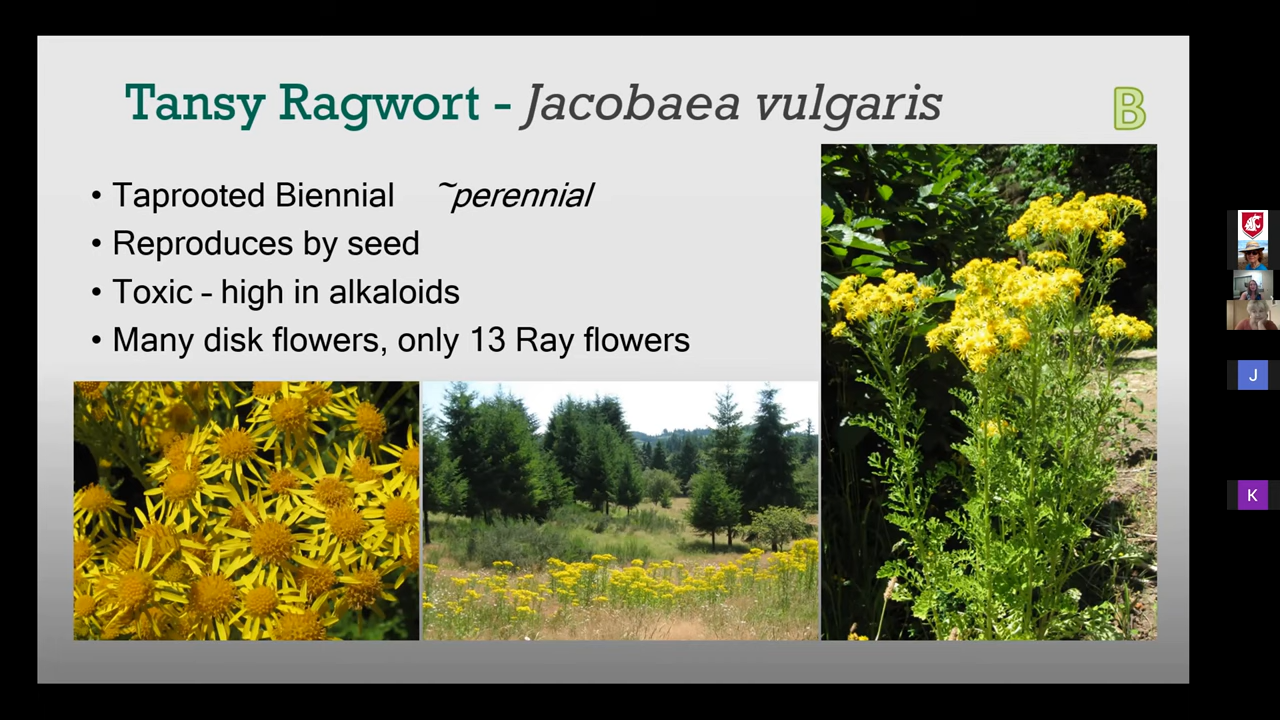 Tansy Ragwort - Jacobaea vulgaris
B
• Taprooted Biennial ~perennial
• Reproduces by seed
• Toxic - high in alkaloids
• Many disk flowers, only 13 Ray flowers
J
K